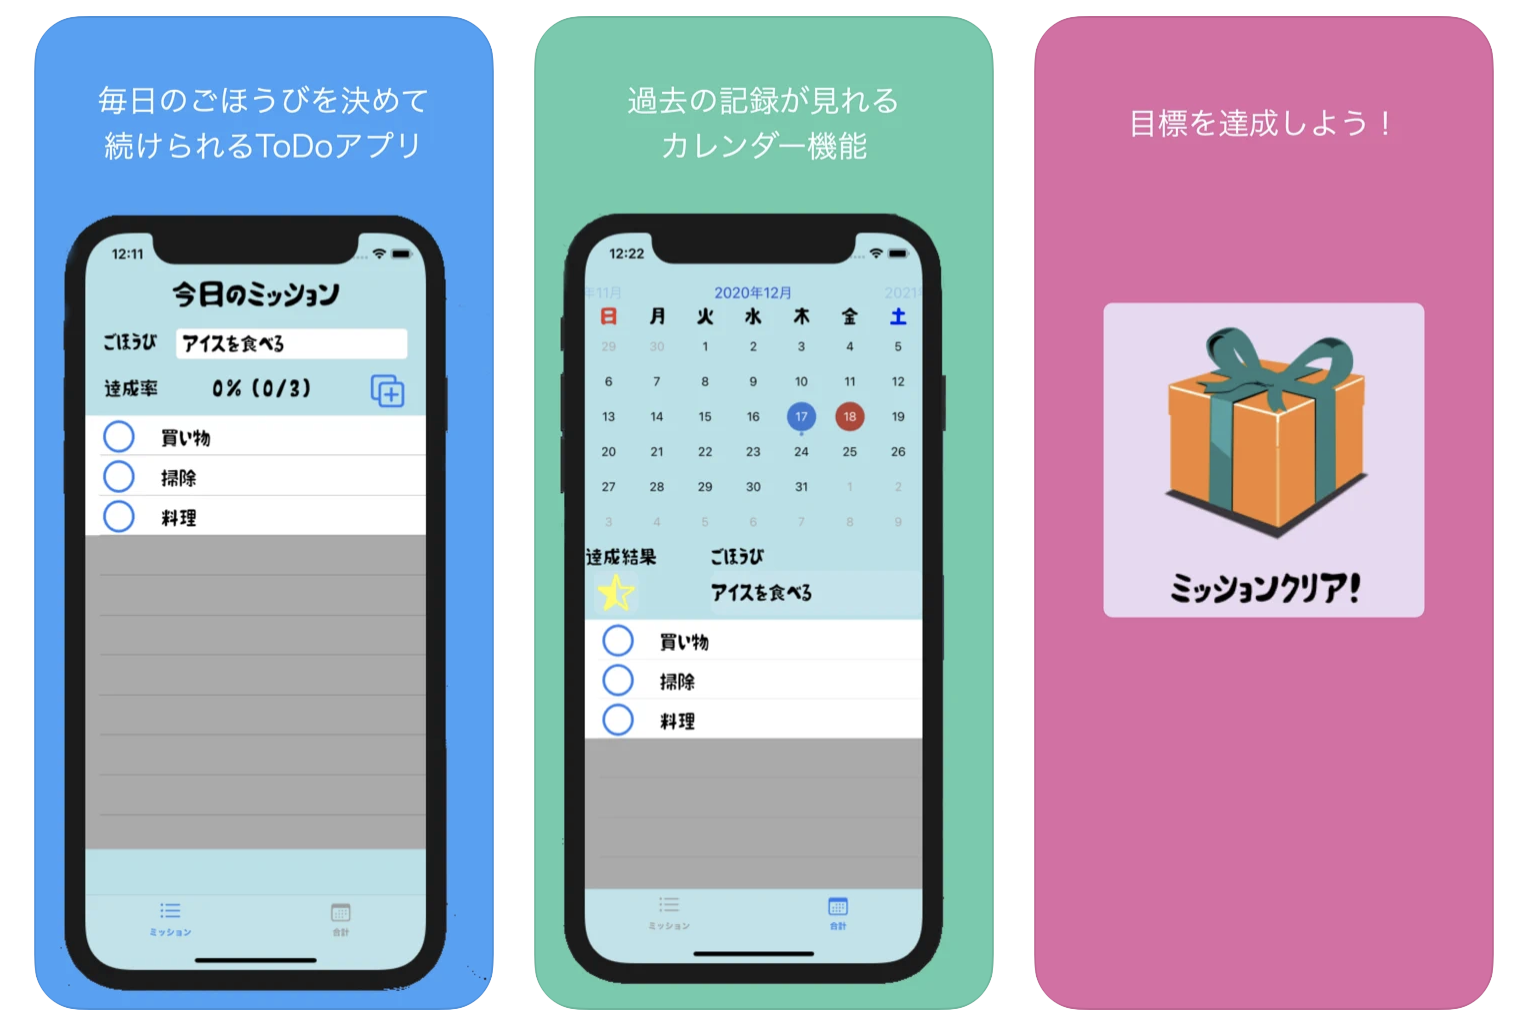 毎日のごほうびを決めて
続けられるToDoアプリ
12:11
今日のミッション
ごほうび アイスを食べる
達成率 0% (0/3)
買い物
掃除
料理
ミッション 合計
過去の記録が見れる
カレンダー機能
12:22
年11月 2020年12月 2021
日 月 火 水 木 金 土
29 30 1 2 3 4 5
6 7 8 9 10 11 12
13 14 15 16 17 18 19
20 21 22 23 24 25 26
27 28 29 30 31 1 2
3 4 5 6 7 8 9
達成結果 ごほうび
アイスを食べる
買い物
掃除
料理
ミッション 合計
目標を達成しよう！
ミッションクリア!